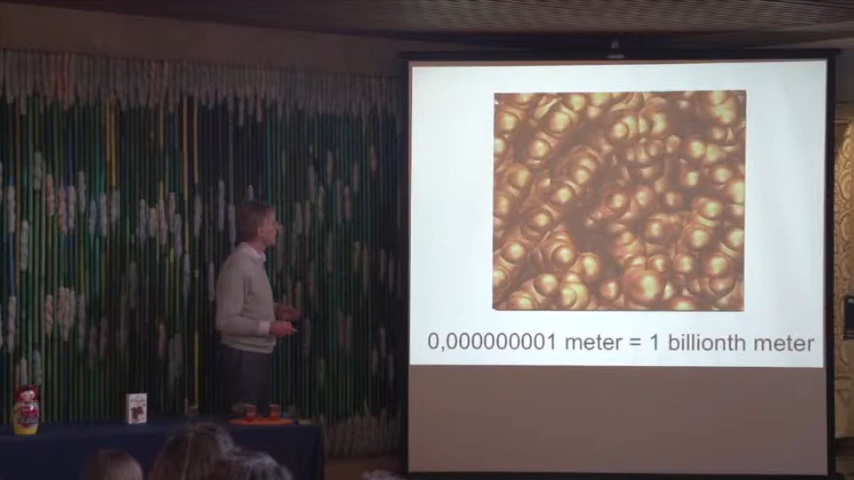 0,000000001 meter = 1 billionth meter